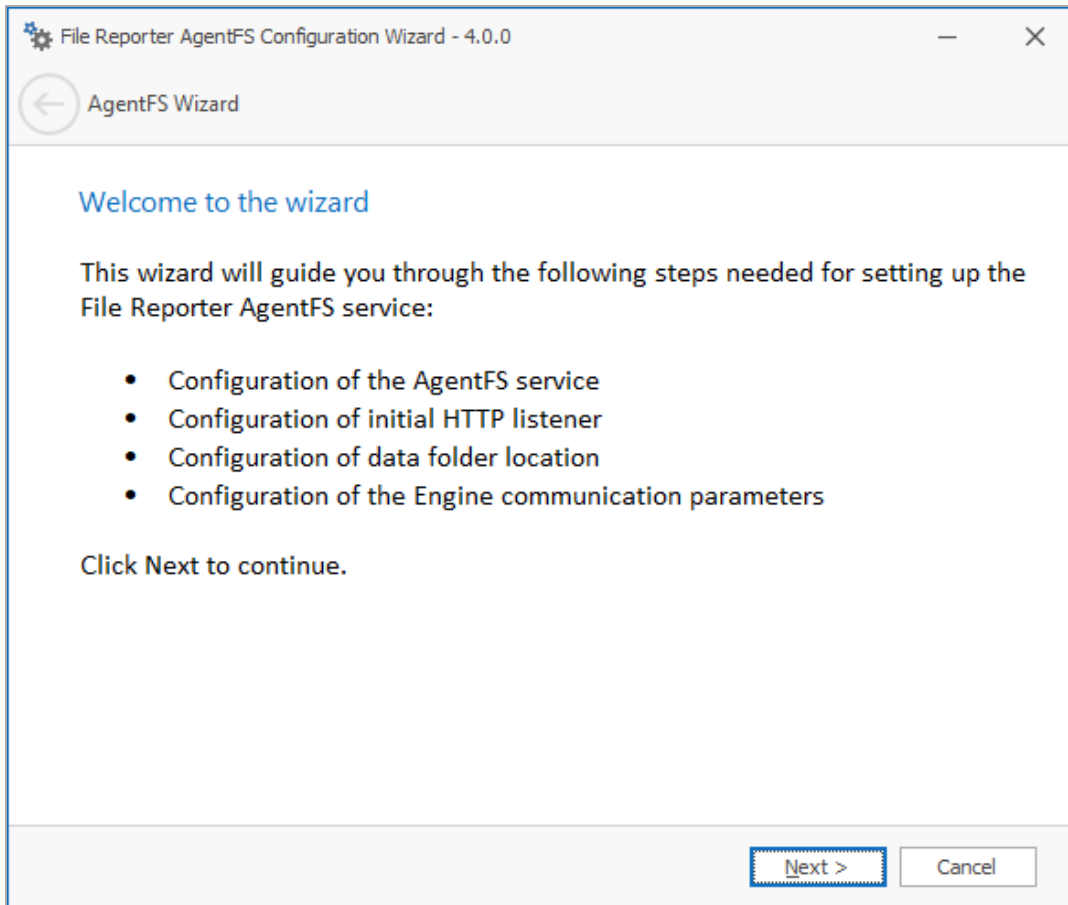 File Reporter AgentFS Configuration Wizard - 4.0.0
AgentFS Wizard
Welcome to the wizard
This wizard will guide you through the following steps needed for setting up the
File Reporter AgentFS service:
• Configuration of the AgentFS service
• Configuration of initial HTTP listener
• Configuration of data folder location
• Configuration of the Engine communication parameters
Click Next to continue.
Next >
Cancel